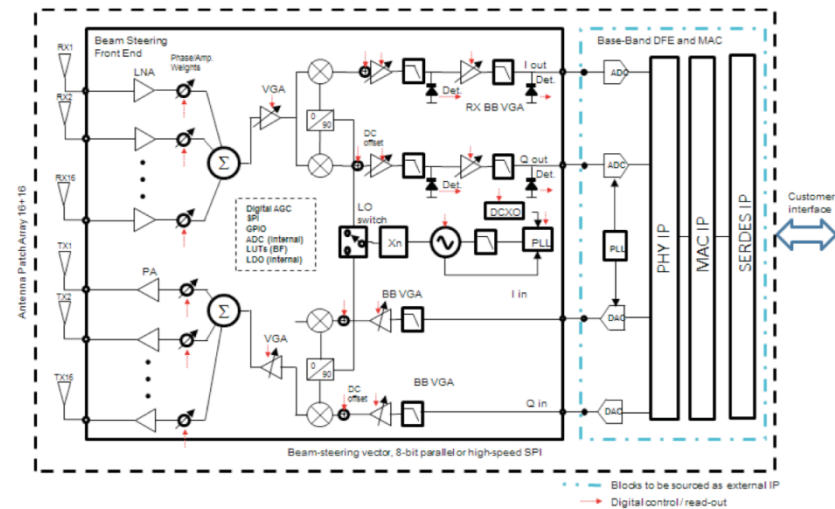 Beam Steering
Front End
Base-Band DFE and MAC
RX1
LNA
Phase/Amp.
Weights
VGA
I out
ADC
Det.
Det.
RX BB VGA
RX2
0
90
DC
offset
Q out
ADC
Σ
Det.
Det.
RX16
LO
switch
DCXO
Digital AGC
SPI
GPIO
ADC (Internal)
LUTs (BF)
LDO (Internal)
Xn
PLL
PLL
PHY IP
MAC IP
SERDES IP
Customer
interface
Antenna Patch Array 16+16
TX1
PA
BB VGA
I in
DAC
TX2
Σ
VGA
0
90
DC
offset
BB VGA
TX16
Q in
DAC
Beam-steering vector, 8-bit parallel or high-speed SPI
Blocks to be sourced as external IP
Digital control / read-out